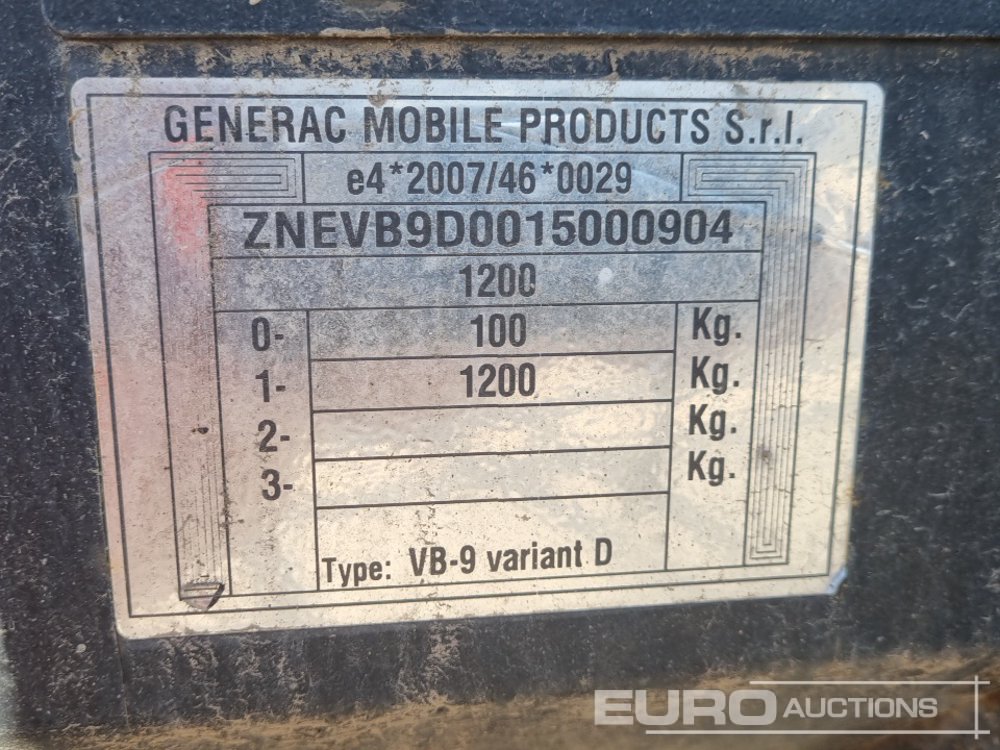 GENERAC MOBILE PRODUCTS S.r.l.
e4*2007/46*0029
ZNEVB9D0015000904
1200
0- 100 Kg.
1- 1200 Kg.
2- Kg.
3- Kg.
Type: VB-9 variant D
EURO AUCTIONS